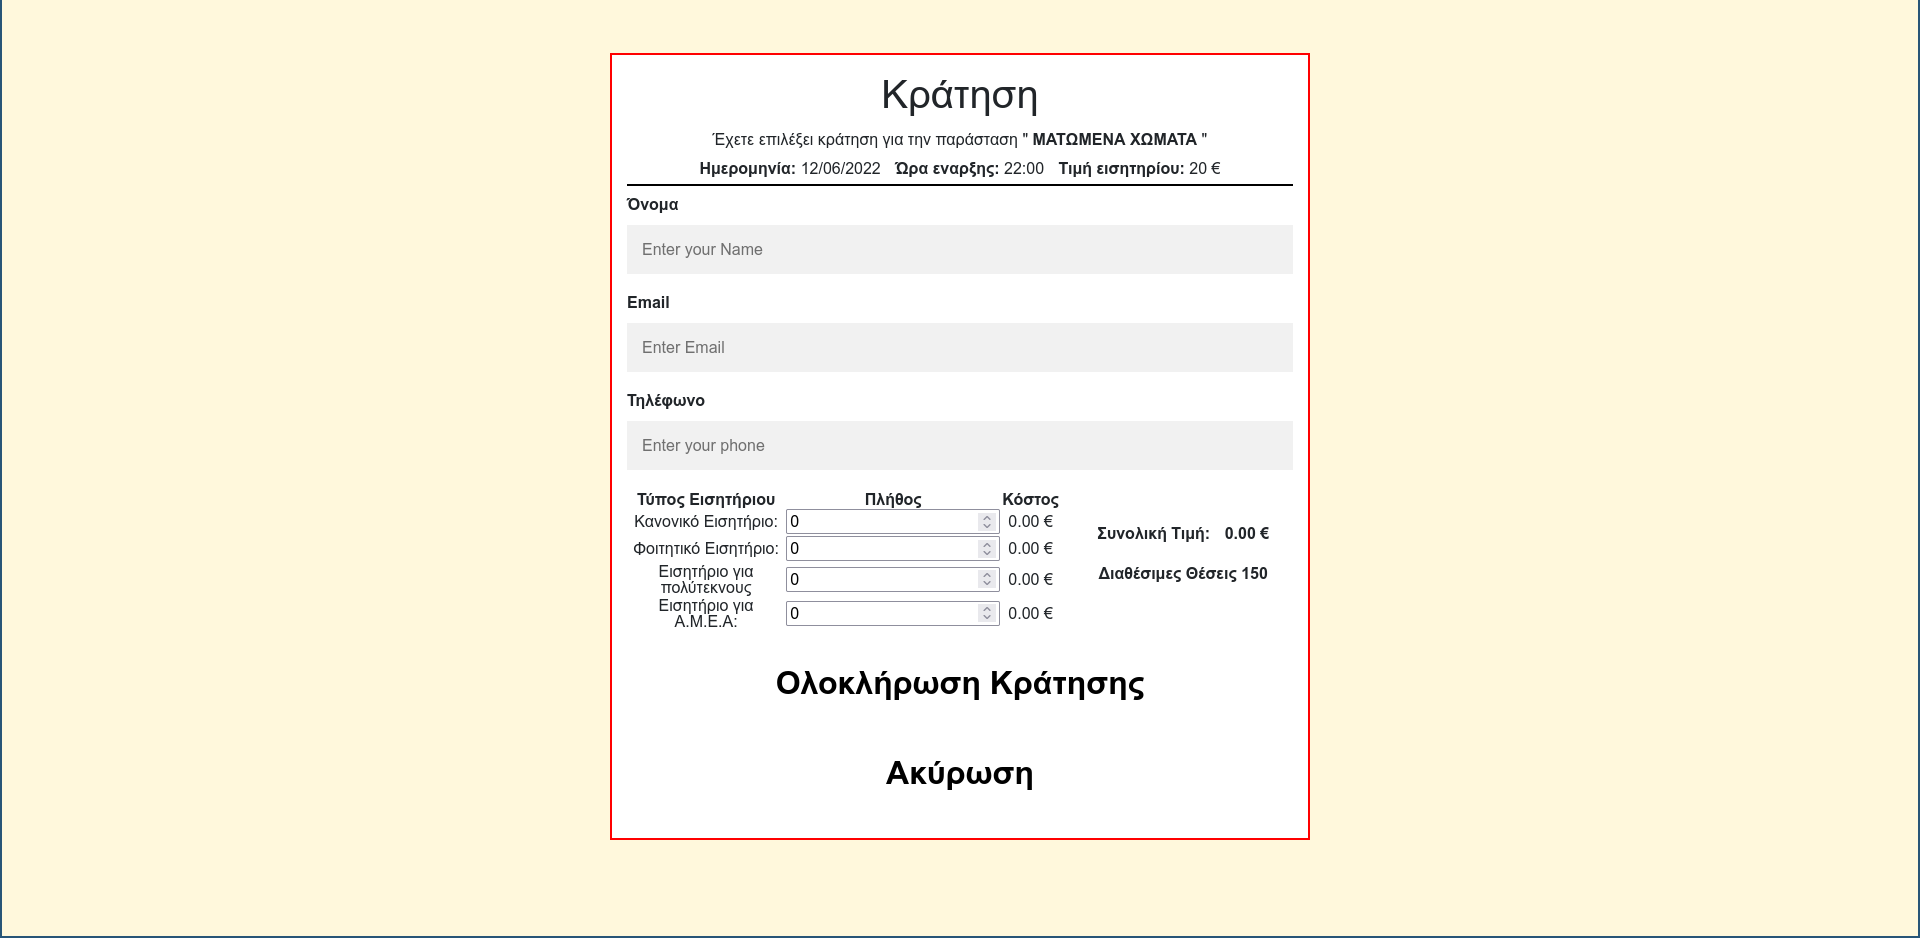 Κράτηση
Έχετε επιλέξει κράτηση για την παράσταση " ΜΑΤΩΜΕΝΑ ΧΩΜΑΤΑ "
Ημερομηνία: 12/06/2022 Ώρα εναρξης: 22:00 Τιμή εισητηρίου: 20 €
Όνομα
Enter your Name
Email
Enter Email
Τηλέφωνο
Enter your phone
Τύπος Εισητήριου Πλήθος Κόστος
Κανονικό Εισητήριο: 0 0.00 €
Φοιτητικό Εισητήριο: 0 0.00 €
Εισητήριο για
πολύτεκνους 0 0.00 €
Εισητήριο για
Α.Μ.Ε.Α: 0 0.00 €
Συνολική Τιμή: 0.00 €
Διαθέσιμες Θέσεις 150
Ολοκλήρωση Κράτησης
Ακύρωση